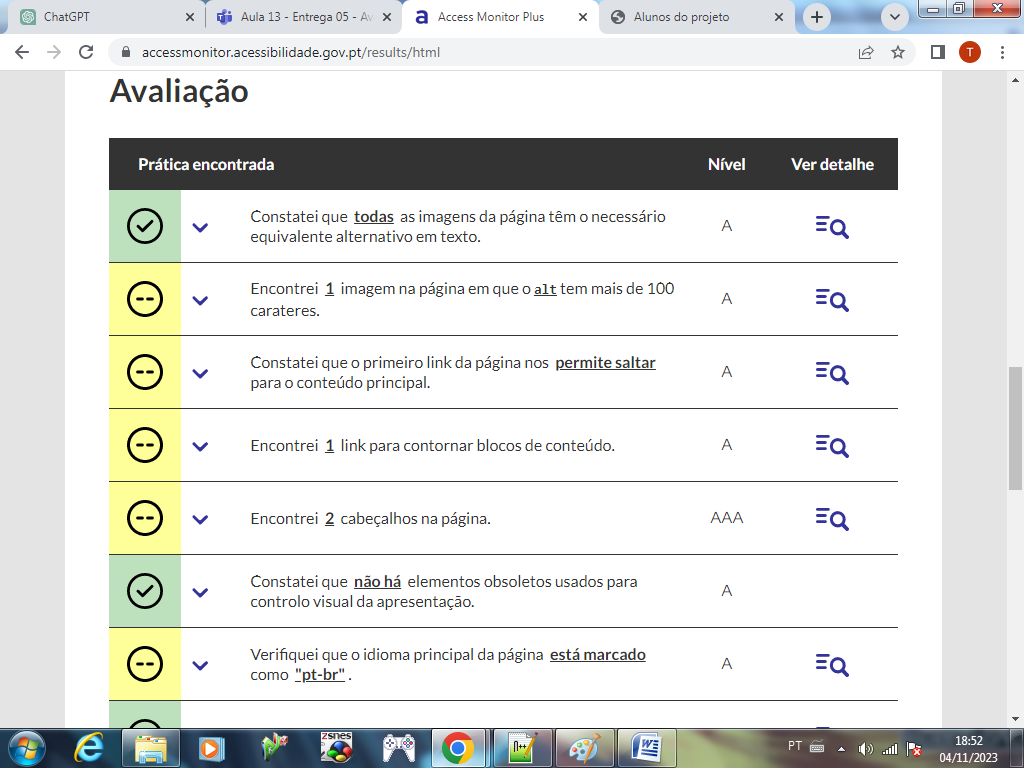 ChatGPT
Aula 13 - Entrega 05 - Av
Access Monitor Plus
Alunos do projeto
accessmonitor.acessibilidade.gov.pt/results/html
T
Avaliação
Prática encontrada Nível Ver detalhe
Constatei que todas as imagens da página têm o necessário
equivalente alternativo em texto.
A
Encontrei 1 imagem na página em que o alt tem mais de 100
carateres.
A
Constatei que o primeiro link da página nos permite saltar
para o conteúdo principal.
A
Encontrei 1 link para contornar blocos de conteúdo.
A
Encontrei 2 cabeçalhos na página.
AAA
Constatei que não há elementos obsoletos usados para
controlo visual da apresentação.
A
Verifiquei que o idioma principal da página está marcado
como "pt-br" .
A
ZSNES
PT
18:52
04/11/2023